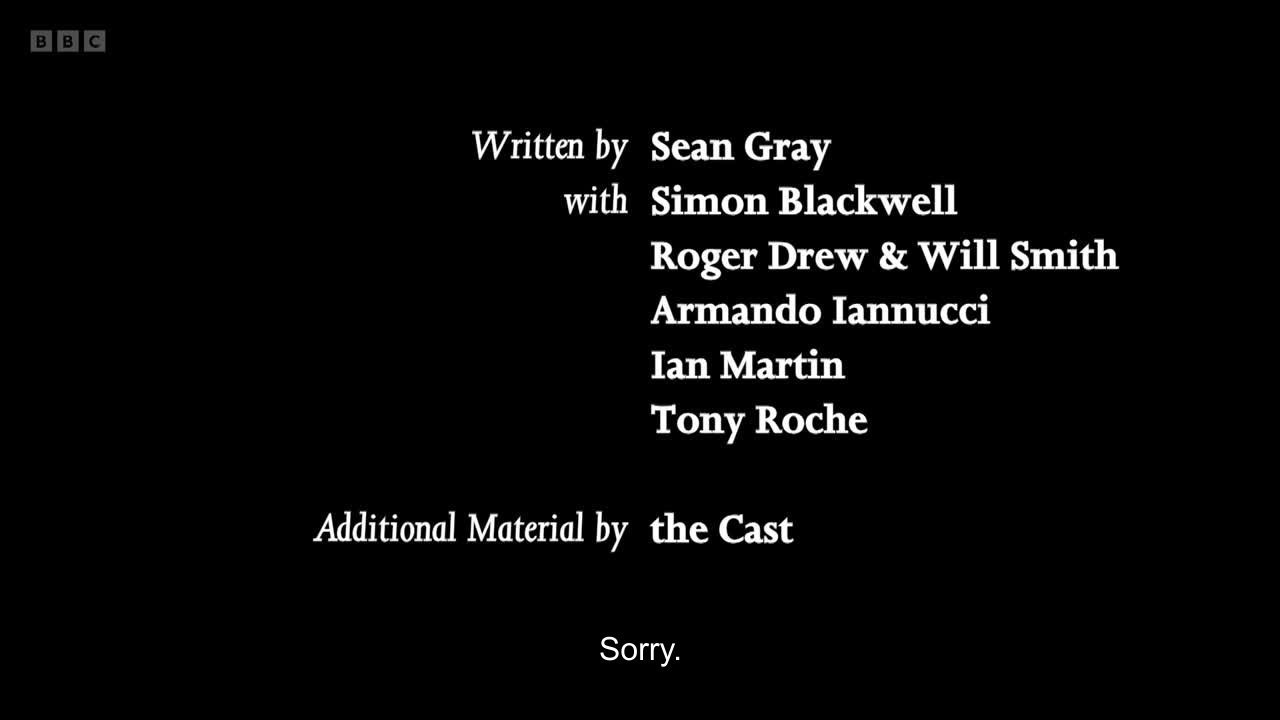 BBC
Written by Sean Gray
with Simon Blackwell
Roger Drew & Will Smith
Armando Iannucci
Ian Martin
Tony Roche
Additional Material by the Cast
Sorry.